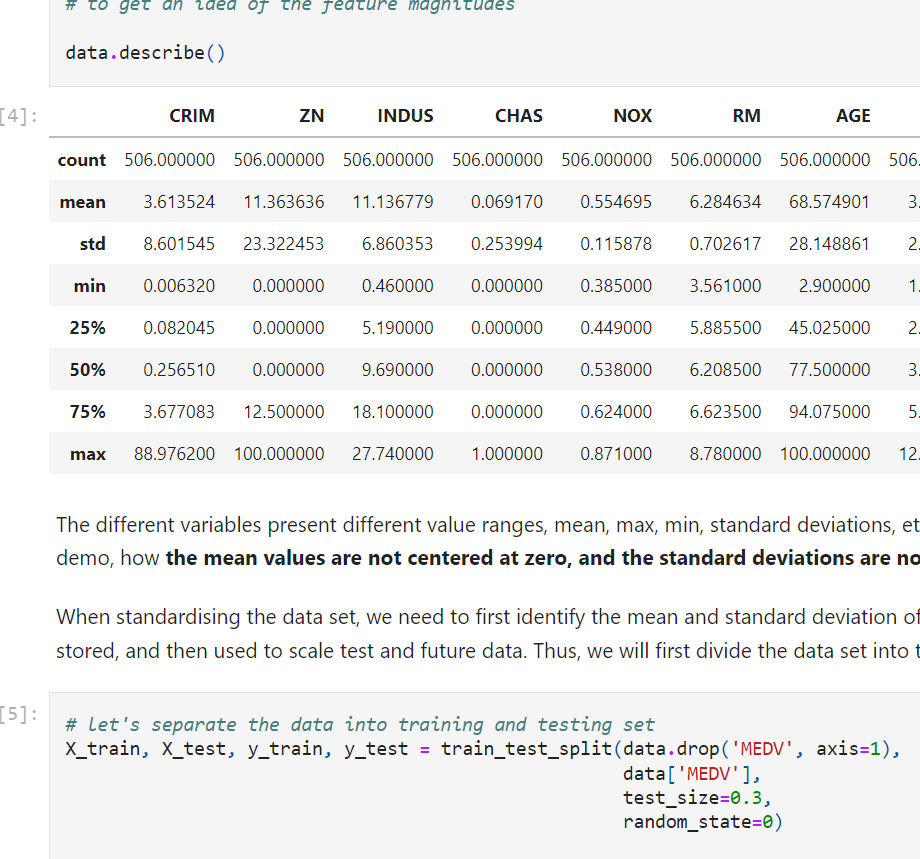 # to get an idea of the feature magnitudes
data.describe()
[4]:
CRIM ZN INDUS CHAS NOX RM AGE
count 506.000000 506.000000 506.000000 506.000000 506.000000 506.000000 506.000000 506.
mean 3.613524 11.363636 11.136779 0.069170 0.554695 6.284634 68.574901 3.
std 8.601545 23.322453 6.860353 0.253994 0.115878 0.702617 28.148861 2.
min 0.006320 0.000000 0.460000 0.000000 0.385000 3.561000 2.900000 1.
25% 0.082045 0.000000 5.190000 0.000000 0.449000 5.885500 45.025000 2.
50% 0.256510 0.000000 9.690000 0.000000 0.538000 6.208500 77.500000 3.
75% 3.677083 12.500000 18.100000 0.000000 0.624000 6.623500 94.075000 5.
max 88.976200 100.000000 27.740000 1.000000 0.871000 8.780000 100.000000 12.
The different variables present different value ranges, mean, max, min, standard deviations, et
demo, how the mean values are not centered at zero, and the standard deviations are no
When standardising the data set, we need to first identify the mean and standard deviation of
stored, and then used to scale test and future data. Thus, we will first divide the data set into t
[5]:
# let's separate the data into training and testing set
X_train, X_test, y_train, y_test = train_test_split(data.drop('MEDV', axis=1),
data['MEDV'],
test_size=0.3,
random_state=0)